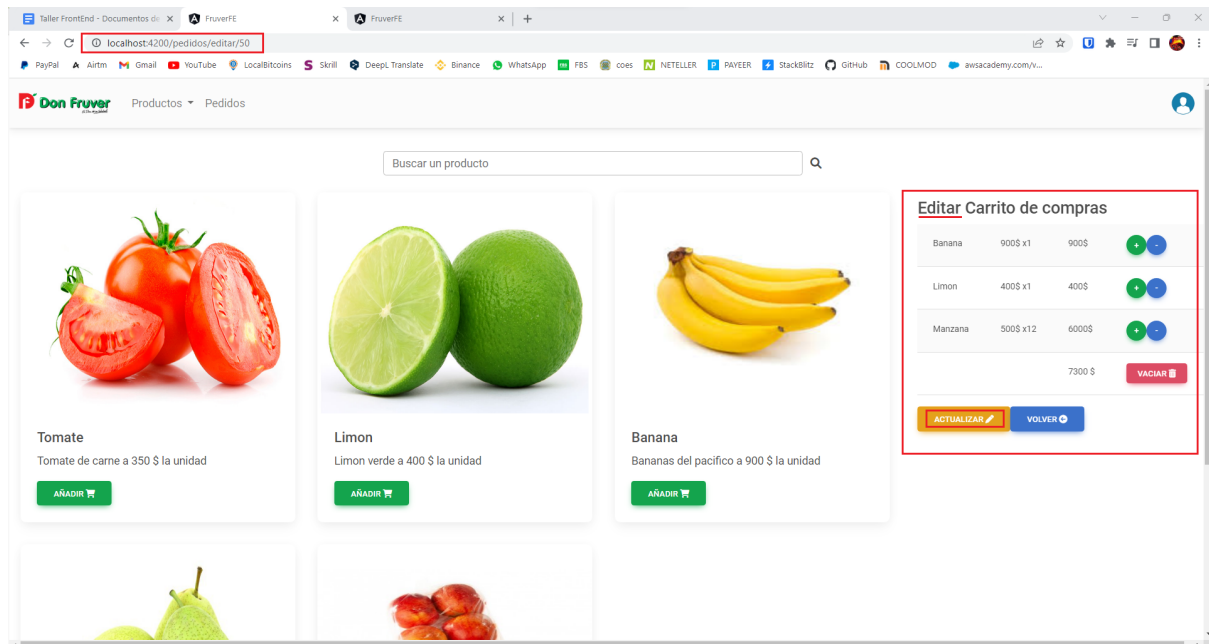 Taller FrontEnd - Documentos de
FruverFE
FruverFE
localhost:4200/pedidos/editar/50
PayPal Airtm Gmail YouTube LocalBitcoins Skrill DeepL Translate Binance WhatsApp FBS coes NETELLER PAYEER StackBlitz GitHub COOLMOD awsacademy.com/v...
Don Fruver Productos Pedidos
Buscar un producto
Editar Carrito de compras
Banana 900$ x1 900$ + -
Limon 400$ x1 400$ + -
Manzana 500$ x12 6000$ + -
7300 $ VACIAR
ACTUALIZAR VOLVER
Tomate
Tomate de carne a 350 $ la unidad
AÑADIR
Limon
Limon verde a 400 $ la unidad
AÑADIR
Banana
Bananas del pacifico a 900 $ la unidad
AÑADIR